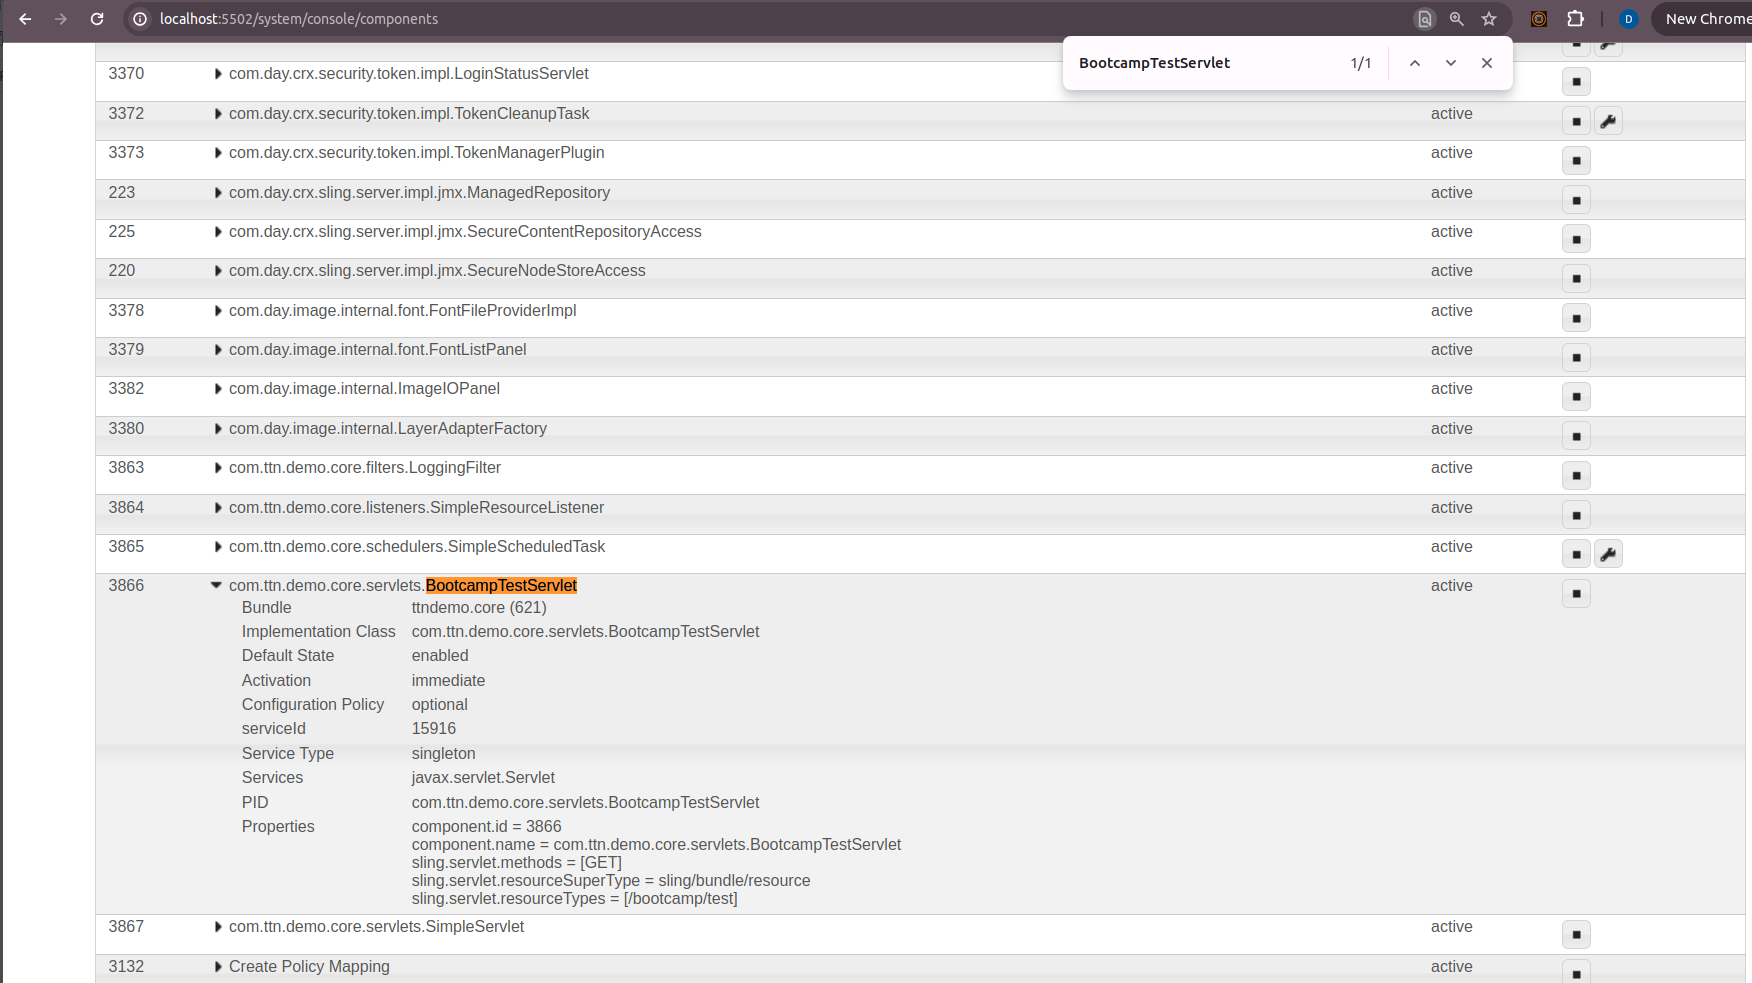 localhost:5502/system/console/components
D
New Chrome
BootcampTestServlet 1/1
3370 com.day.crx.security.token.impl.LoginStatusServlet
3372 com.day.crx.security.token.impl.TokenCleanupTask active
3373 com.day.crx.security.token.impl.TokenManagerPlugin active
223 com.day.crx.sling.server.impl.jmx.ManagedRepository active
225 com.day.crx.sling.server.impl.jmx.SecureContentRepositoryAccess active
220 com.day.crx.sling.server.impl.jmx.SecureNodeStoreAccess active
3378 com.day.image.internal.font.FontFileProviderImpl active
3379 com.day.image.internal.font.FontListPanel active
3382 com.day.image.internal.ImageIOPanel active
3380 com.day.image.internal.LayerAdapterFactory active
3863 com.ttn.demo.core.filters.LoggingFilter active
3864 com.ttn.demo.core.listeners.SimpleResourceListener active
3865 com.ttn.demo.core.schedulers.SimpleScheduledTask active
3866 com.ttn.demo.core.servlets.BootcampTestServlet active
Bundle ttndemo.core (621)
Implementation Class com.ttn.demo.core.servlets.BootcampTestServlet
Default State enabled
Activation immediate
Configuration Policy optional
serviceId 15916
Service Type singleton
Services javax.servlet.Servlet
PID com.ttn.demo.core.servlets.BootcampTestServlet
Properties component.id = 3866
component.name = com.ttn.demo.core.servlets.BootcampTestServlet
sling.servlet.methods = [GET]
sling.servlet.resourceSuperType = sling/bundle/resource
sling.servlet.resourceTypes = [/bootcamp/test]
3867 com.ttn.demo.core.servlets.SimpleServlet active
3132 Create Policy Mapping active